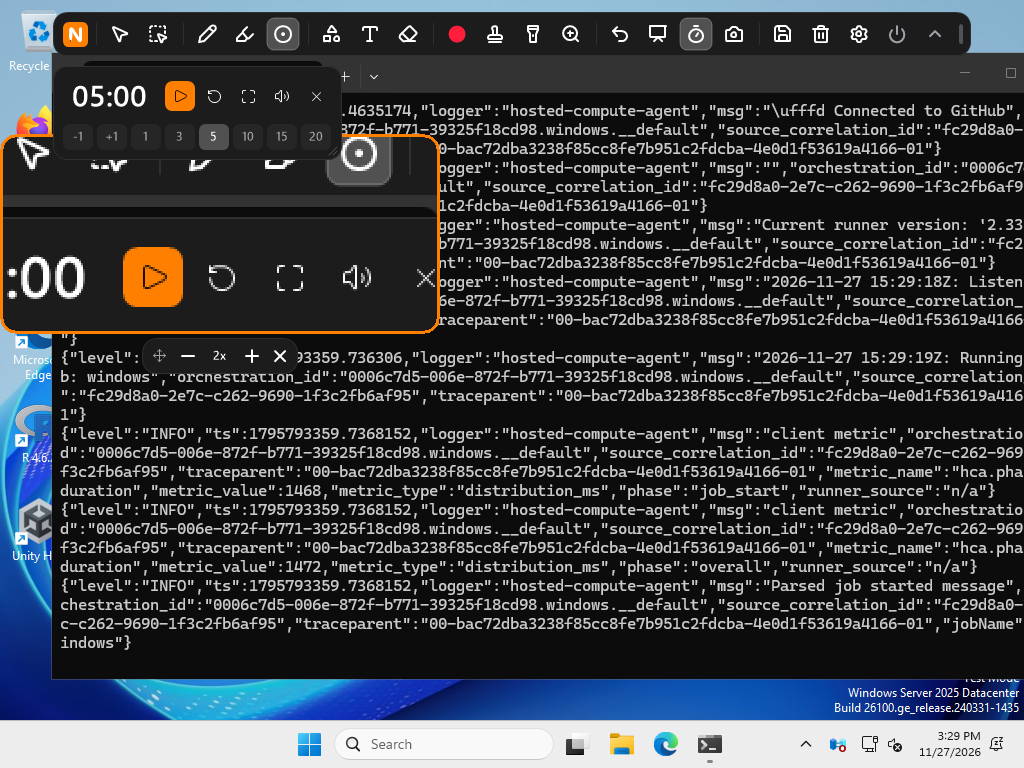 N
Recycle
05:00
-1 +1 1 3 5 10 15 20
.4635174,"logger":"hosted-compute-agent","msg":"\ufffd Connected to GitHub",
872f-b771-39325f18cd98.windows.__default","source_correlation_id":"fc29d8a0-
0-bac72dba3238f85cc8fe7b951c2fdcba-4e0d1f53619a4166-01"}
gger":"hosted-compute-agent","msg":"","orchestration_id":"0006c7
ult","source_correlation_id":"fc29d8a0-2e7c-c262-9690-1f3c2fb6af9
1c2fdcba-4e0d1f53619a4166-01"}
gger":"hosted-compute-agent","msg":"Current runner version: '2.33
b771-39325f18cd98.windows.__default","source_correlation_id":"fc2
nt":"00-bac72dba3238f85cc8fe7b951c2fdcba-4e0d1f53619a4166-01"}
gger":"hosted-compute-agent","msg":"2026-11-27 15:29:18Z: Listen
6e-872f-b771-39325f18cd98.windows.__default","source_correlation
traceparent":"00-bac72dba3238f85cc8fe7b951c2fdcba-4e0d1f53619a4166
:00
"}
{"level": 93359.736306,"logger":"hosted-compute-agent","msg":"2026-11-27 15:29:19Z: Running
2x
b: windows","orchestration_id":"0006c7d5-006e-872f-b771-39325f18cd98.windows.__default","source_correlation
":"fc29d8a0-2e7c-c262-9690-1f3c2fb6af95","traceparent":"00-bac72dba3238f85cc8fe7b951c2fdcba-4e0d1f53619a4166
1"}
{"level":"INFO","ts":1795793359.7368152,"logger":"hosted-compute-agent","msg":"client metric","orchestratio
d":"0006c7d5-006e-872f-b771-39325f18cd98.windows.__default","source_correlation_id":"fc29d8a0-2e7c-c262-969
f3c2fb6af95","traceparent":"00-bac72dba3238f85cc8fe7b951c2fdcba-4e0d1f53619a4166-01","metric_name":"hca.pha
duration","metric_value":1468,"metric_type":"distribution_ms","phase":"job_start","runner_source":"n/a"}
{"level":"INFO","ts":1795793359.7368152,"logger":"hosted-compute-agent","msg":"client metric","orchestratio
d":"0006c7d5-006e-872f-b771-39325f18cd98.windows.__default","source_correlation_id":"fc29d8a0-2e7c-c262-969
f3c2fb6af95","traceparent":"00-bac72dba3238f85cc8fe7b951c2fdcba-4e0d1f53619a4166-01","metric_name":"hca.pha
duration","metric_value":1472,"metric_type":"distribution_ms","phase":"overall","runner_source":"n/a"}
{"level":"INFO","ts":1795793359.7368152,"logger":"hosted-compute-agent","msg":"Parsed job started message",
chestration_id":"0006c7d5-006e-872f-b771-39325f18cd98.windows.__default","source_correlation_id":"fc29d8a0-
c-c262-9690-1f3c2fb6af95","traceparent":"00-bac72dba3238f85cc8fe7b951c2fdcba-4e0d1f53619a4166-01","jobName"
indows"}
Edge
R 4.6.
Unity H
Test Mode
Windows Server 2025 Datacenter
Build 26100.ge_release.240331-1435
Search
3:29 PM
11/27/2026